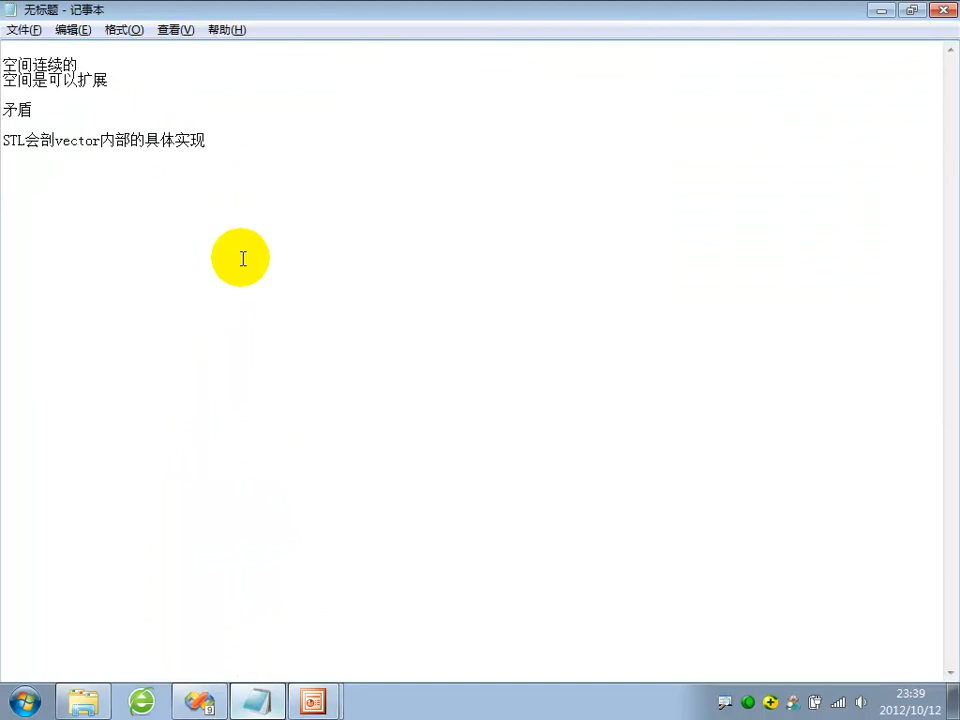 无标题 - 记事本
文件(F) 编辑(E) 格式(O) 查看(V) 帮助(H)
空间连续的
空间是可以扩展
矛盾
STL会剖vector内部的具体实现
9
23:39
2012/10/12